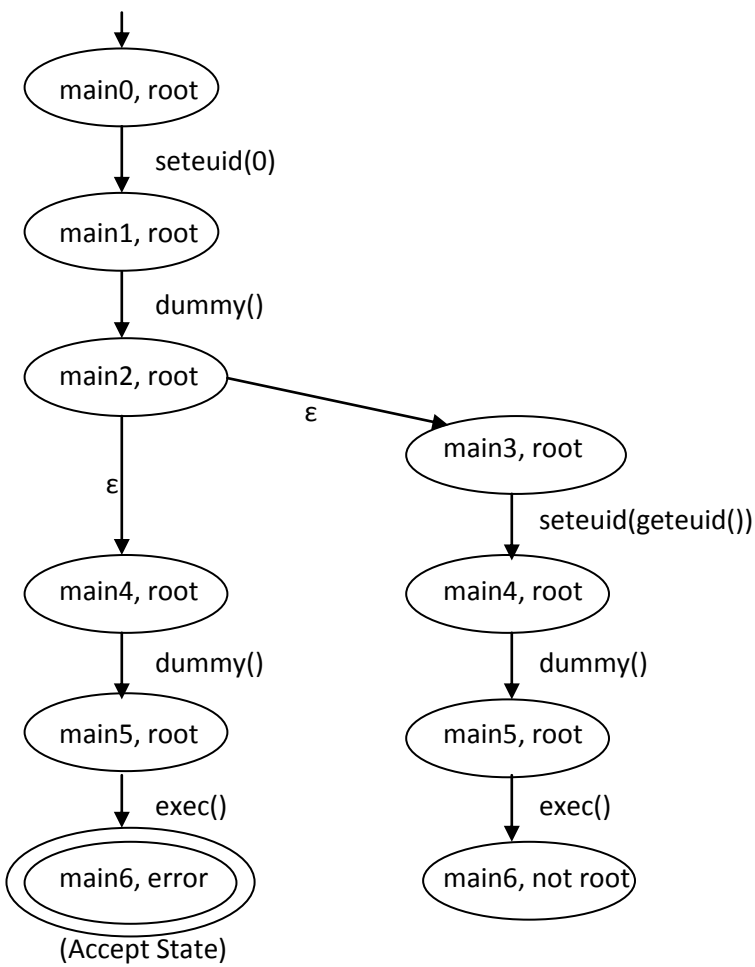 main0, root
seteuid(0)
main1, root
dummy()
main2, root
ε
main3, root
ε
seteuid(geteuid())
main4, root
main4, root
dummy()
dummy()
main5, root
main5, root
exec()
exec()
main6, error
main6, not root
(Accept State)